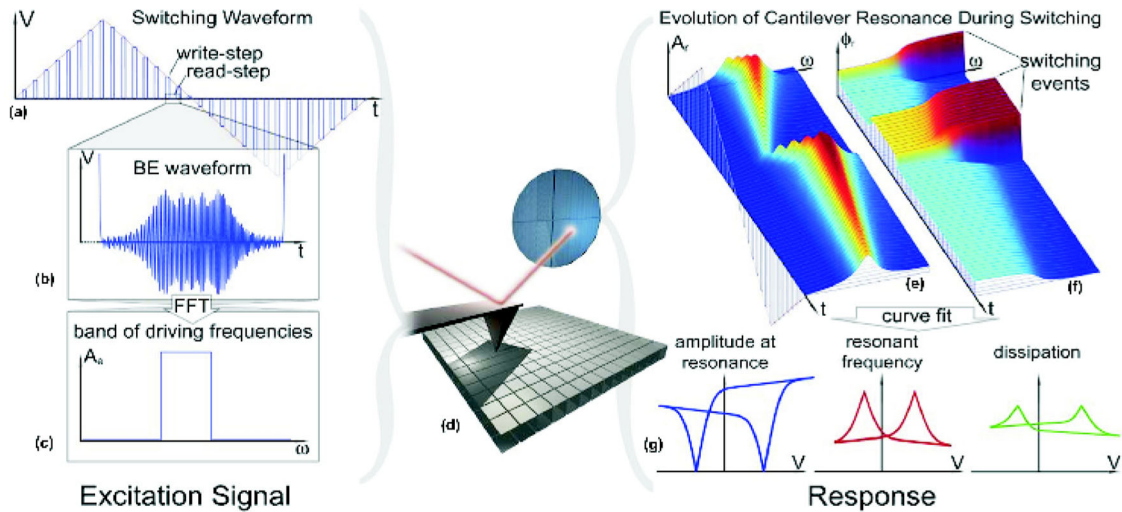 Switching Waveform
V
write-step
read-step
t
(a)
V
BE waveform
t
(b)
FFT
band of driving frequencies
Aₐ
ω
(c)
Excitation Signal
(d)
Evolution of Cantilever Resonance During Switching
Aᵣ
ω
t
(e)
ϕᵣ
ω
switching
events
t
(f)
curve fit
amplitude at
resonance
V
(g)
resonant
frequency
V
dissipation
V
Response